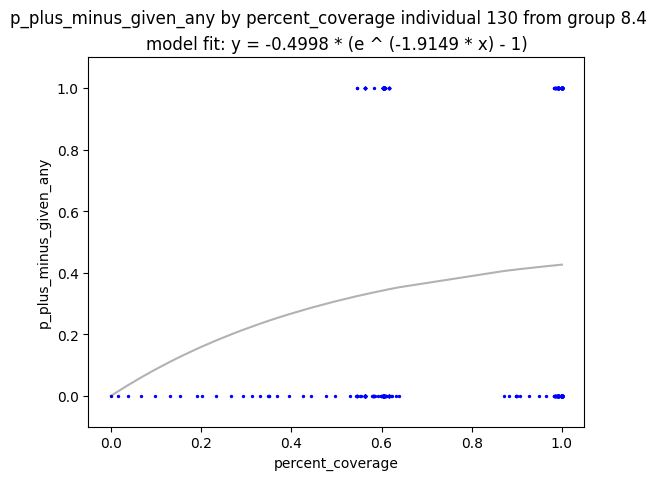 p_plus_minus_given_any by percent_coverage individual 130 from group 8.4
model fit: y = -0.4998 * (e ^ (-1.9149 * x) - 1)
1.0
0.8
0.6
0.4
0.2
0.0
p_plus_minus_given_any
0.0 0.2 0.4 0.6 0.8 1.0
percent_coverage